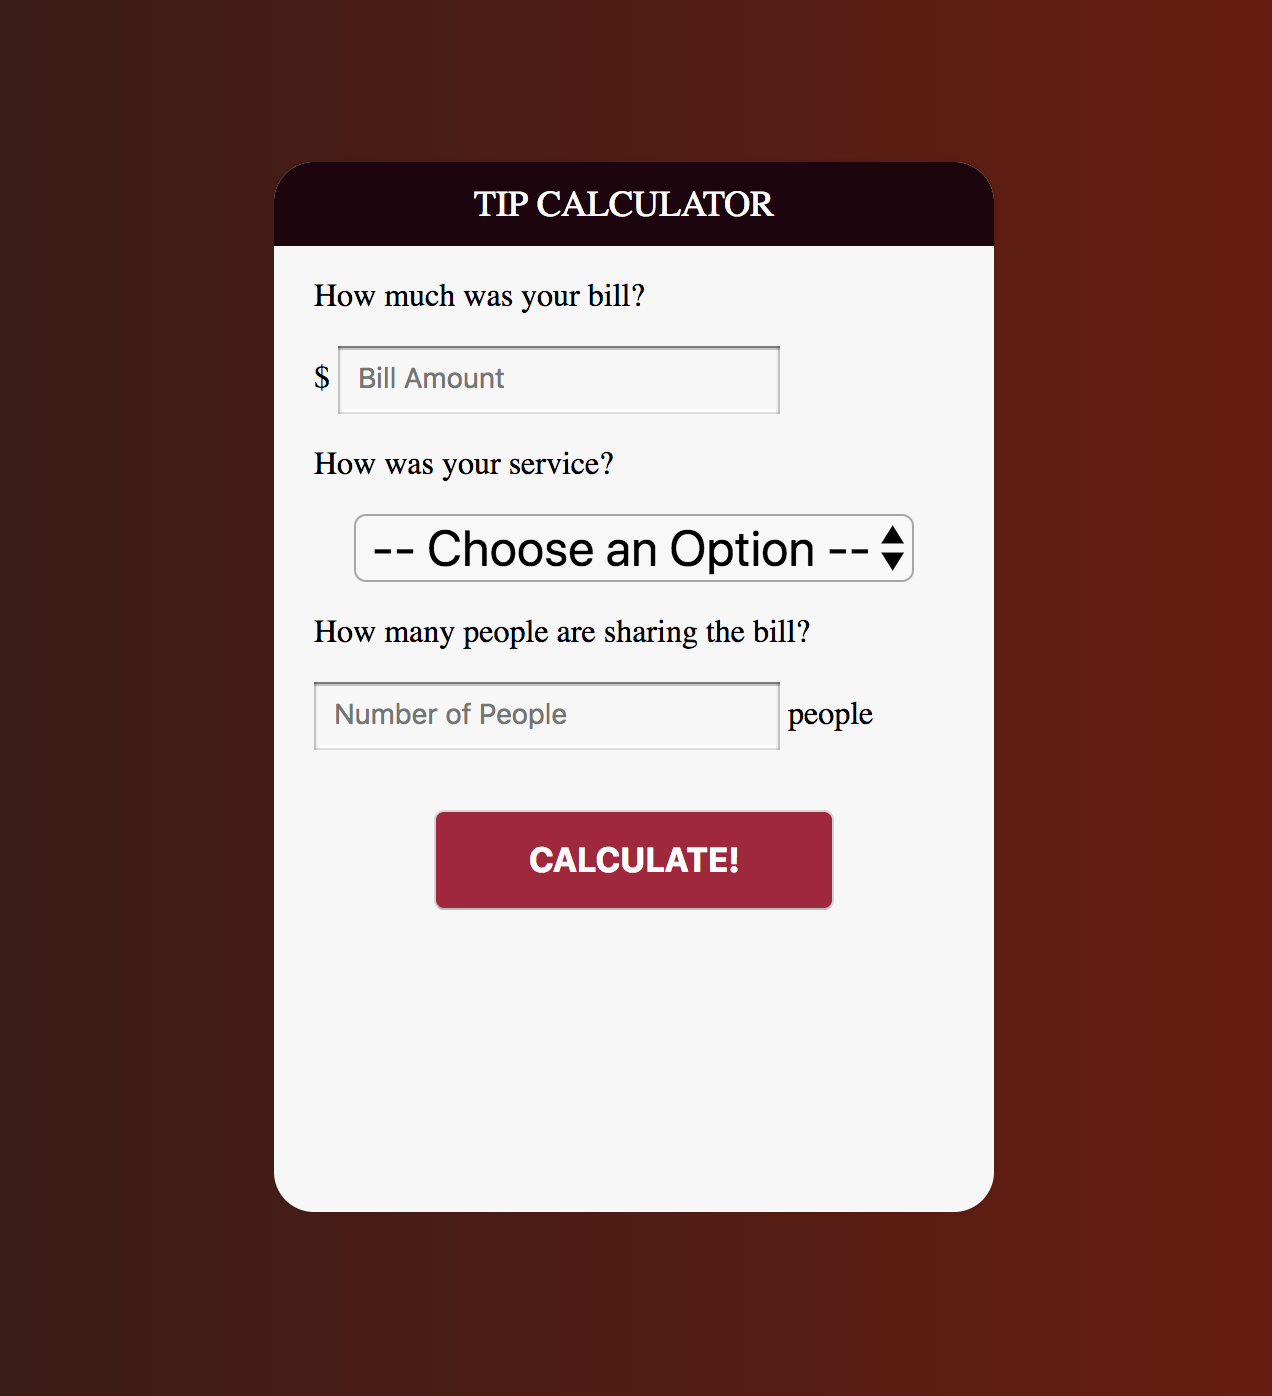 TIP CALCULATOR
How much was your bill?
$ Bill Amount
How was your service?
-- Choose an Option --
How many people are sharing the bill?
Number of People people
CALCULATE!